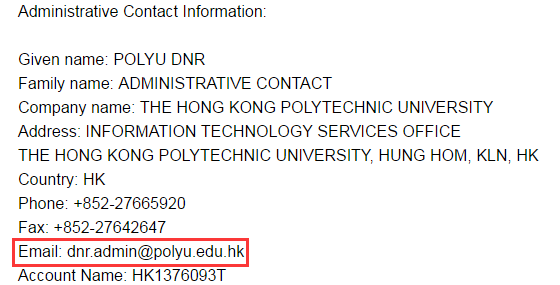 Administrative Contact Information:
Given name: POLYU DNR
Family name: ADMINISTRATIVE CONTACT
Company name: THE HONG KONG POLYTECHNIC UNIVERSITY
Address: INFORMATION TECHNOLOGY SERVICES OFFICE
THE HONG KONG POLYTECHNIC UNIVERSITY, HUNG HOM, KLN, HK
Country: HK
Phone: +852-27665920
Fax: +852-27642647
Email: dnr.admin@polyu.edu.hk
Account Name: HK1376093T